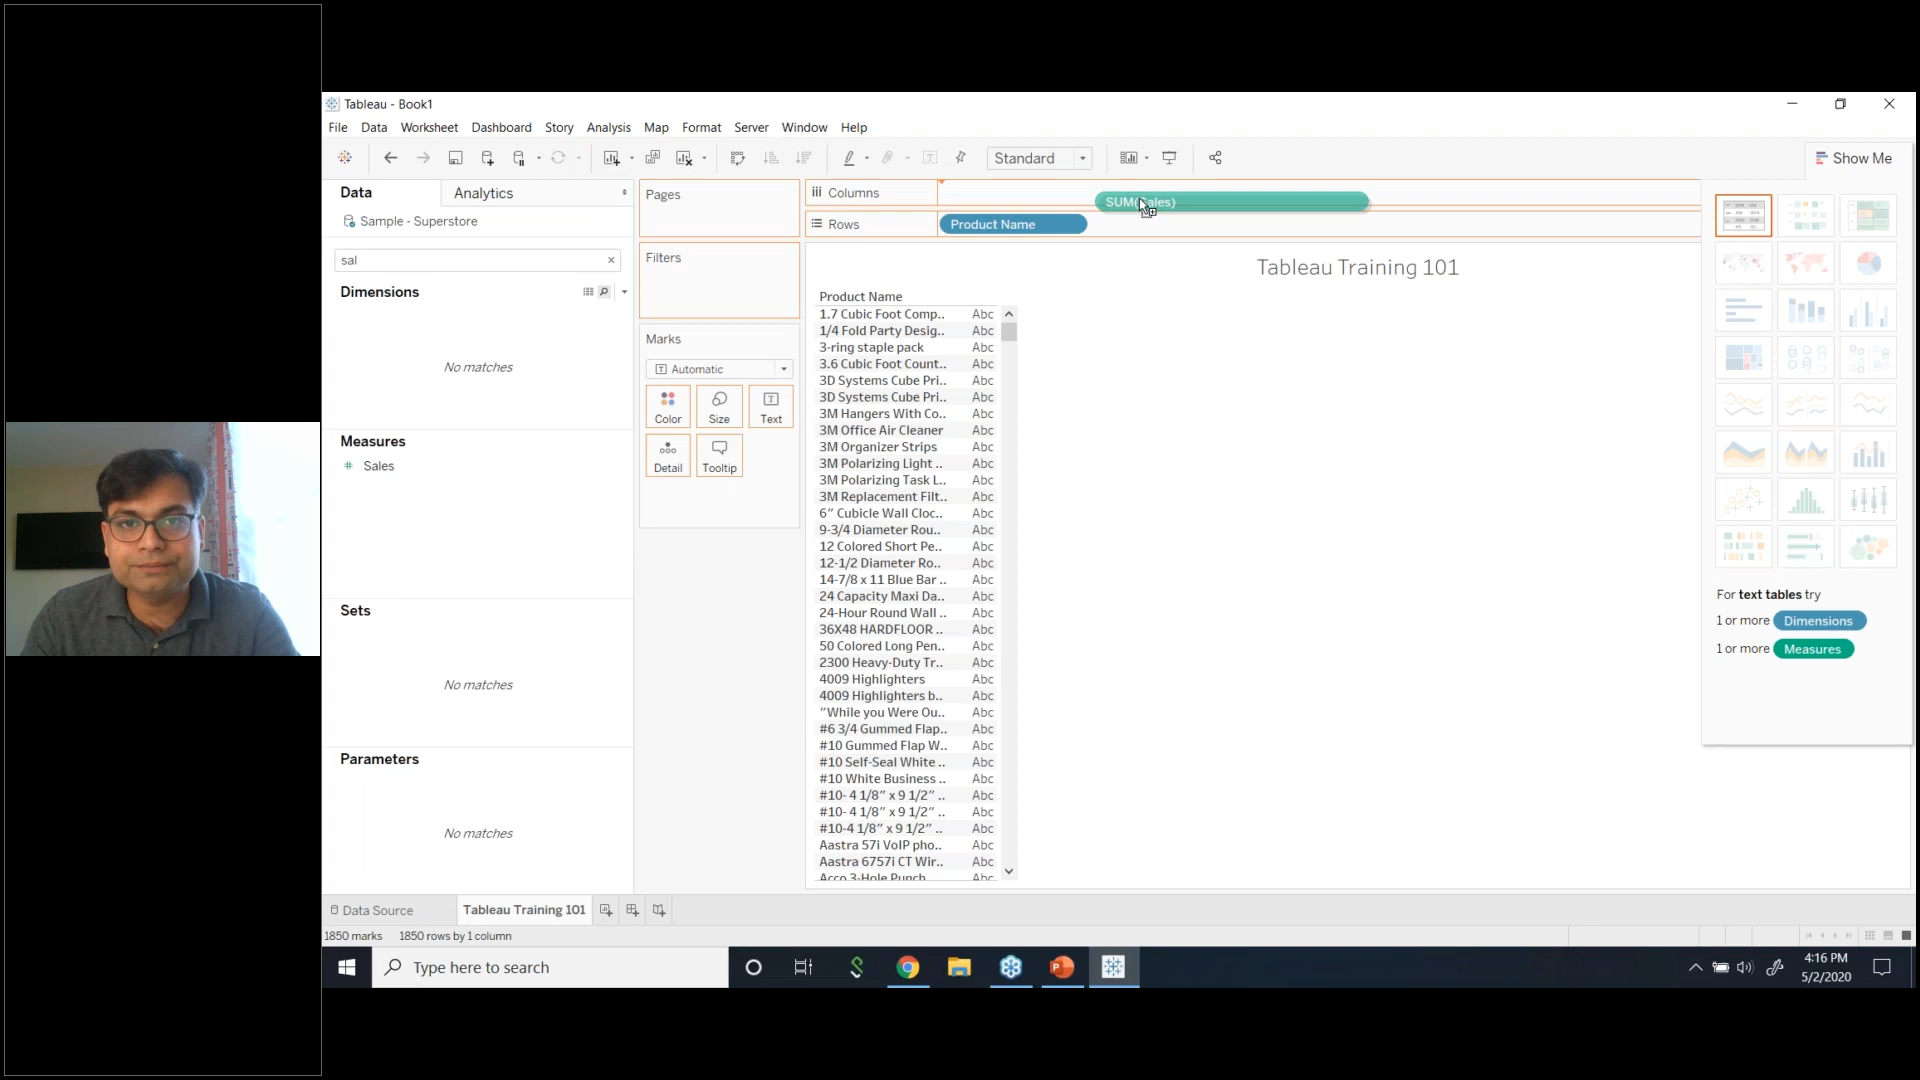 Tableau - Book1
File Data Worksheet Dashboard Story Analysis Map Format Server Window Help
Standard
Show Me
Data
Analytics
Sample - Superstore
sal
Dimensions
No matches
Measures
Sales
Sets
No matches
Parameters
No matches
Pages
Filters
Marks
Automatic
Color
Size
Text
Detail
Tooltip
Columns
Rows
Product Name
Tableau Training 101
Product Name
1.7 Cubic Foot Comp.. Abc
1/4 Fold Party Desig.. Abc
3-ring staple pack Abc
3.6 Cubic Foot Count.. Abc
3D Systems Cube Pri.. Abc
3D Systems Cube Pri.. Abc
3M Hangers With Co.. Abc
3M Office Air Cleaner Abc
3M Organizer Strips Abc
3M Polarizing Light .. Abc
3M Polarizing Task L.. Abc
3M Replacement Filt.. Abc
6" Cubicle Wall Cloc.. Abc
9-3/4 Diameter Rou.. Abc
12 Colored Short Pe.. Abc
12-1/2 Diameter Ro.. Abc
14-7/8 x 11 Blue Bar .. Abc
24 Capacity Maxi Da.. Abc
24-Hour Round Wall .. Abc
36X48 HARDFLOOR .. Abc
50 Colored Long Pen.. Abc
2300 Heavy-Duty Tr.. Abc
4009 Highlighters Abc
4009 Highlighters b.. Abc
"While you Were Ou.. Abc
#6 3/4 Gummed Flap.. Abc
#10 Gummed Flap W.. Abc
#10 Self-Seal White .. Abc
#10 White Business .. Abc
#10- 4 1/8" x 9 1/2" .. Abc
#10- 4 1/8" x 9 1/2" .. Abc
#10-4 1/8" x 9 1/2" .. Abc
Aastra 57i VoIP pho.. Abc
Aastra 6757i CT Wir.. Abc
Acco 3-Hole Punch Abc
For text tables try
1 or more Dimensions
1 or more Measures
Data Source
Tableau Training 101
1850 marks 1850 rows by 1 column
Type here to search
4:16 PM
5/2/2020